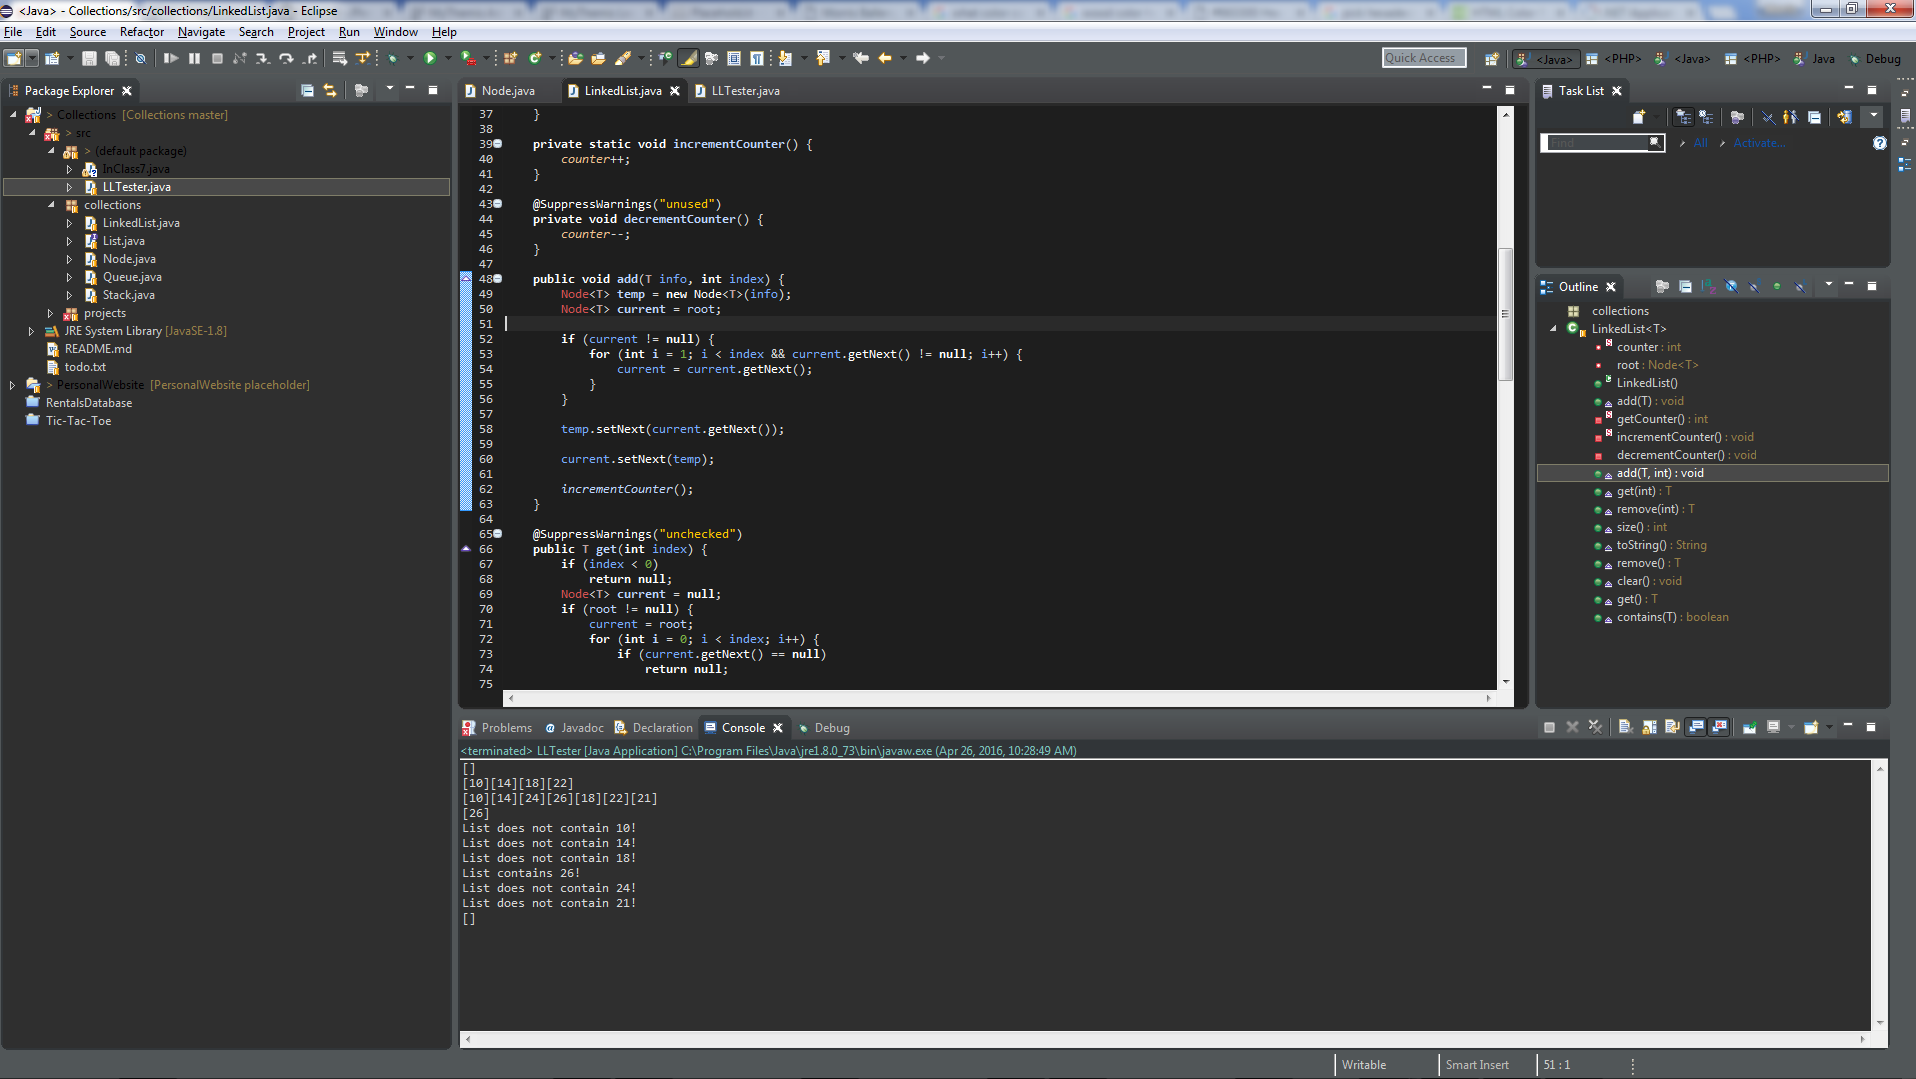 <Java> - Collections/src/collections/LinkedList.java - Eclipse
File Edit Source Refactor Navigate Search Project Run Window Help
Quick Access
<Java> <PHP> <Java> <PHP> Java Debug
Package Explorer
> Collections [Collections master]
> src
> (default package)
InClass7.java
LLTester.java
collections
LinkedList.java
List.java
Node.java
Queue.java
Stack.java
projects
JRE System Library [JavaSE-1.8]
README.md
todo.txt
> PersonalWebsite [PersonalWebsite placeholder]
RentalsDatabase
Tic-Tac-Toe
Node.java LinkedList.java LLTester.java
37 }
38
39 private static void incrementCounter() {
40 counter++;
41 }
42
43 @SuppressWarnings("unused")
44 private void decrementCounter() {
45 counter--;
46 }
47
48 public void add(T info, int index) {
49 Node<T> temp = new Node<T>(info);
50 Node<T> current = root;
51
52 if (current != null) {
53 for (int i = 1; i < index && current.getNext() != null; i++) {
54 current = current.getNext();
55 }
56 }
57
58 temp.setNext(current.getNext());
59
60 current.setNext(temp);
61
62 incrementCounter();
63 }
64
65 @SuppressWarnings("unchecked")
66 public T get(int index) {
67 if (index < 0)
68 return null;
69 Node<T> current = null;
70 if (root != null) {
71 current = root;
72 for (int i = 0; i < index; i++) {
73 if (current.getNext() == null)
74 return null;
75
Task List
Find All Activate...
Outline
collections
LinkedList<T>
counter : int
root : Node<T>
LinkedList()
add(T) : void
getCounter() : int
incrementCounter() : void
decrementCounter() : void
add(T, int) : void
get(int) : T
remove(int) : T
size() : int
toString() : String
remove() : T
clear() : void
get() : T
contains(T) : boolean
Problems Javadoc Declaration Console Debug
<terminated> LLTester [Java Application] C:\Program Files\Java\jre1.8.0_73\bin\javaw.exe (Apr 26, 2016, 10:28:49 AM)
[]
[10][14][18][22]
[10][14][24][26][18][22][21]
[26]
List does not contain 10!
List does not contain 14!
List does not contain 18!
List contains 26!
List does not contain 24!
List does not contain 21!
[]
Writable Smart Insert 51 : 1